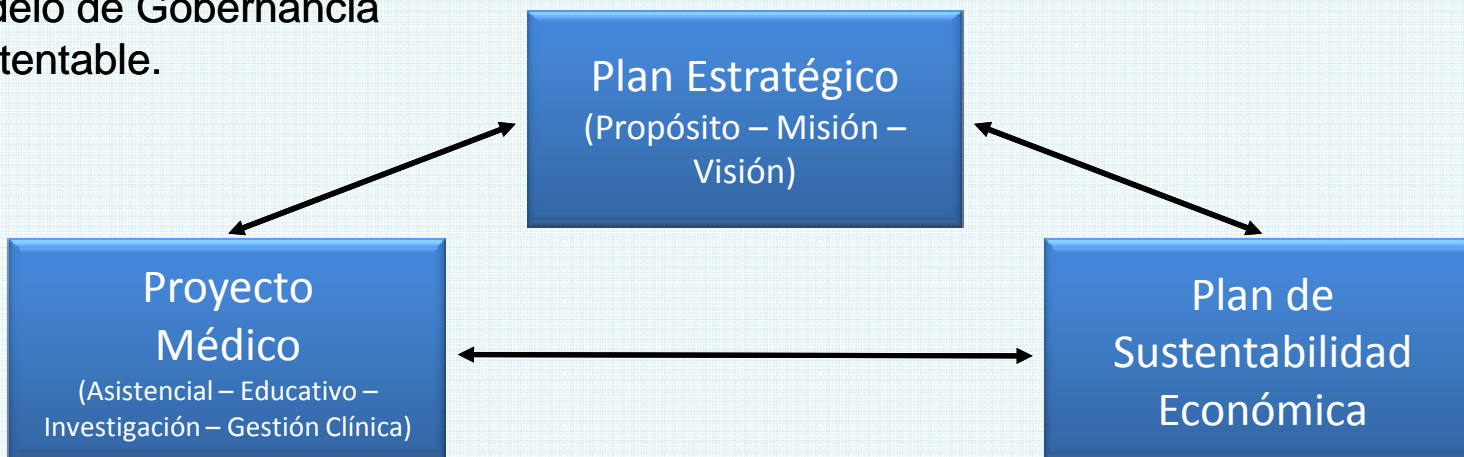 delo de Gobernancia
tentable.
Plan Estratégico
(Propósito – Misión –
Visión)
Proyecto
Médico
(Asistencial – Educativo –
Investigación – Gestión Clínica)
Plan de
Sustentabilidad
Económica